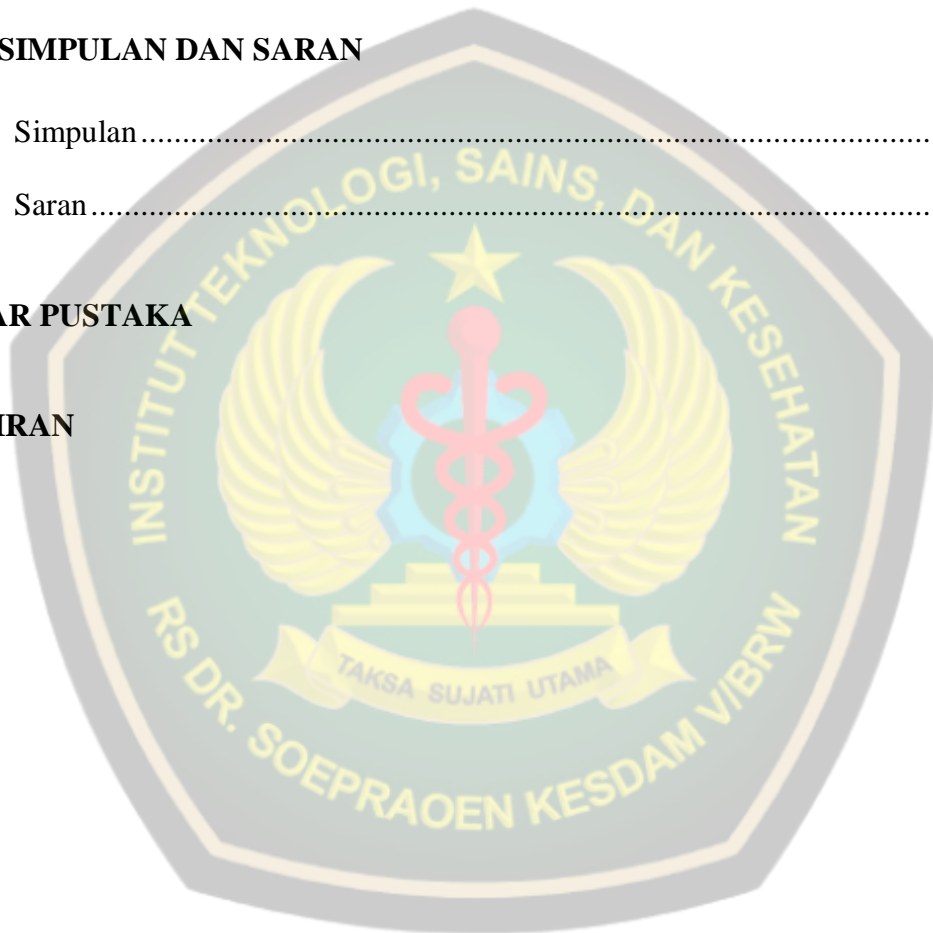 SIMPULAN DAN SARAN
Simpulan................................................................................
Saran.....................................................................................
AR PUSTAKA
IRAN
INSTITUT TEKNOLOGI, SAINS, DAN KESEHATAN
TAKSA SUJATI UTAMA
RS DR. SOEPRAOEN KESDAM V/BRW